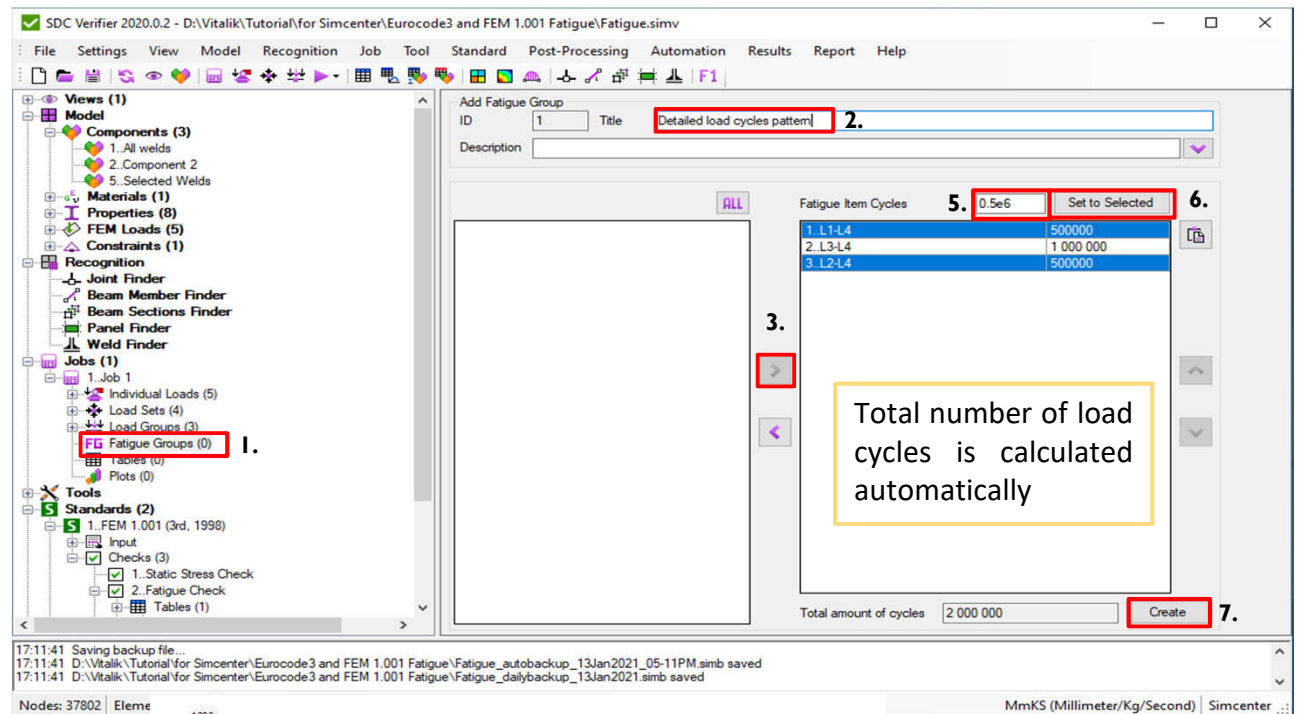 SDC Verifier 2020.0.2 - D:\Vitalik\Tutorial\for Simcenter\Eurocode3 and FEM 1.001 Fatigue\Fatigue.simv
File Settings View Model Recognition Job Tool Standard Post-Processing Automation Results Report Help
F1
Views (1)
Model
Components (3)
1..All welds
2..Component 2
5..Selected Welds
Materials (1)
Properties (8)
FEM Loads (5)
Constraints (1)
Recognition
Joint Finder
Beam Member Finder
Beam Sections Finder
Panel Finder
Weld Finder
Jobs (1)
1..Job 1
Individual Loads (5)
Load Sets (4)
Load Groups (3)
FG Fatigue Groups (0) 1.
Tables (0)
Plots (0)
Tools
S Standards (2)
S 1..FEM 1.001 (3rd, 1998)
Input
Checks (3)
1..Static Stress Check
2..Fatigue Check
Tables (1)
Add Fatigue Group
ID 1 Title Detailed load cycles pattern 2.
Description
ALL
Fatigue Item Cycles 5. 0.5e6 Set to Selected 6.
1..L1-L4 500000
2..L3-L4 1 000 000
3..L2-L4 500000
3.
>
<
Total number of load
cycles is calculated
automatically
Total amount of cycles 2 000 000 Create 7.
17:11:41 Saving backup file...
17:11:41 D:\Vitalik\Tutorial\for Simcenter\Eurocode3 and FEM 1.001 Fatigue\Fatigue_autobackup_13Jan2021_05-11PM.simb saved
17:11:41 D:\Vitalik\Tutorial\for Simcenter\Eurocode3 and FEM 1.001 Fatigue\Fatigue_dailybackup_13Jan2021.simb saved
Nodes: 37802 Eleme MmKS (Millimeter/Kg/Second) Simcenter